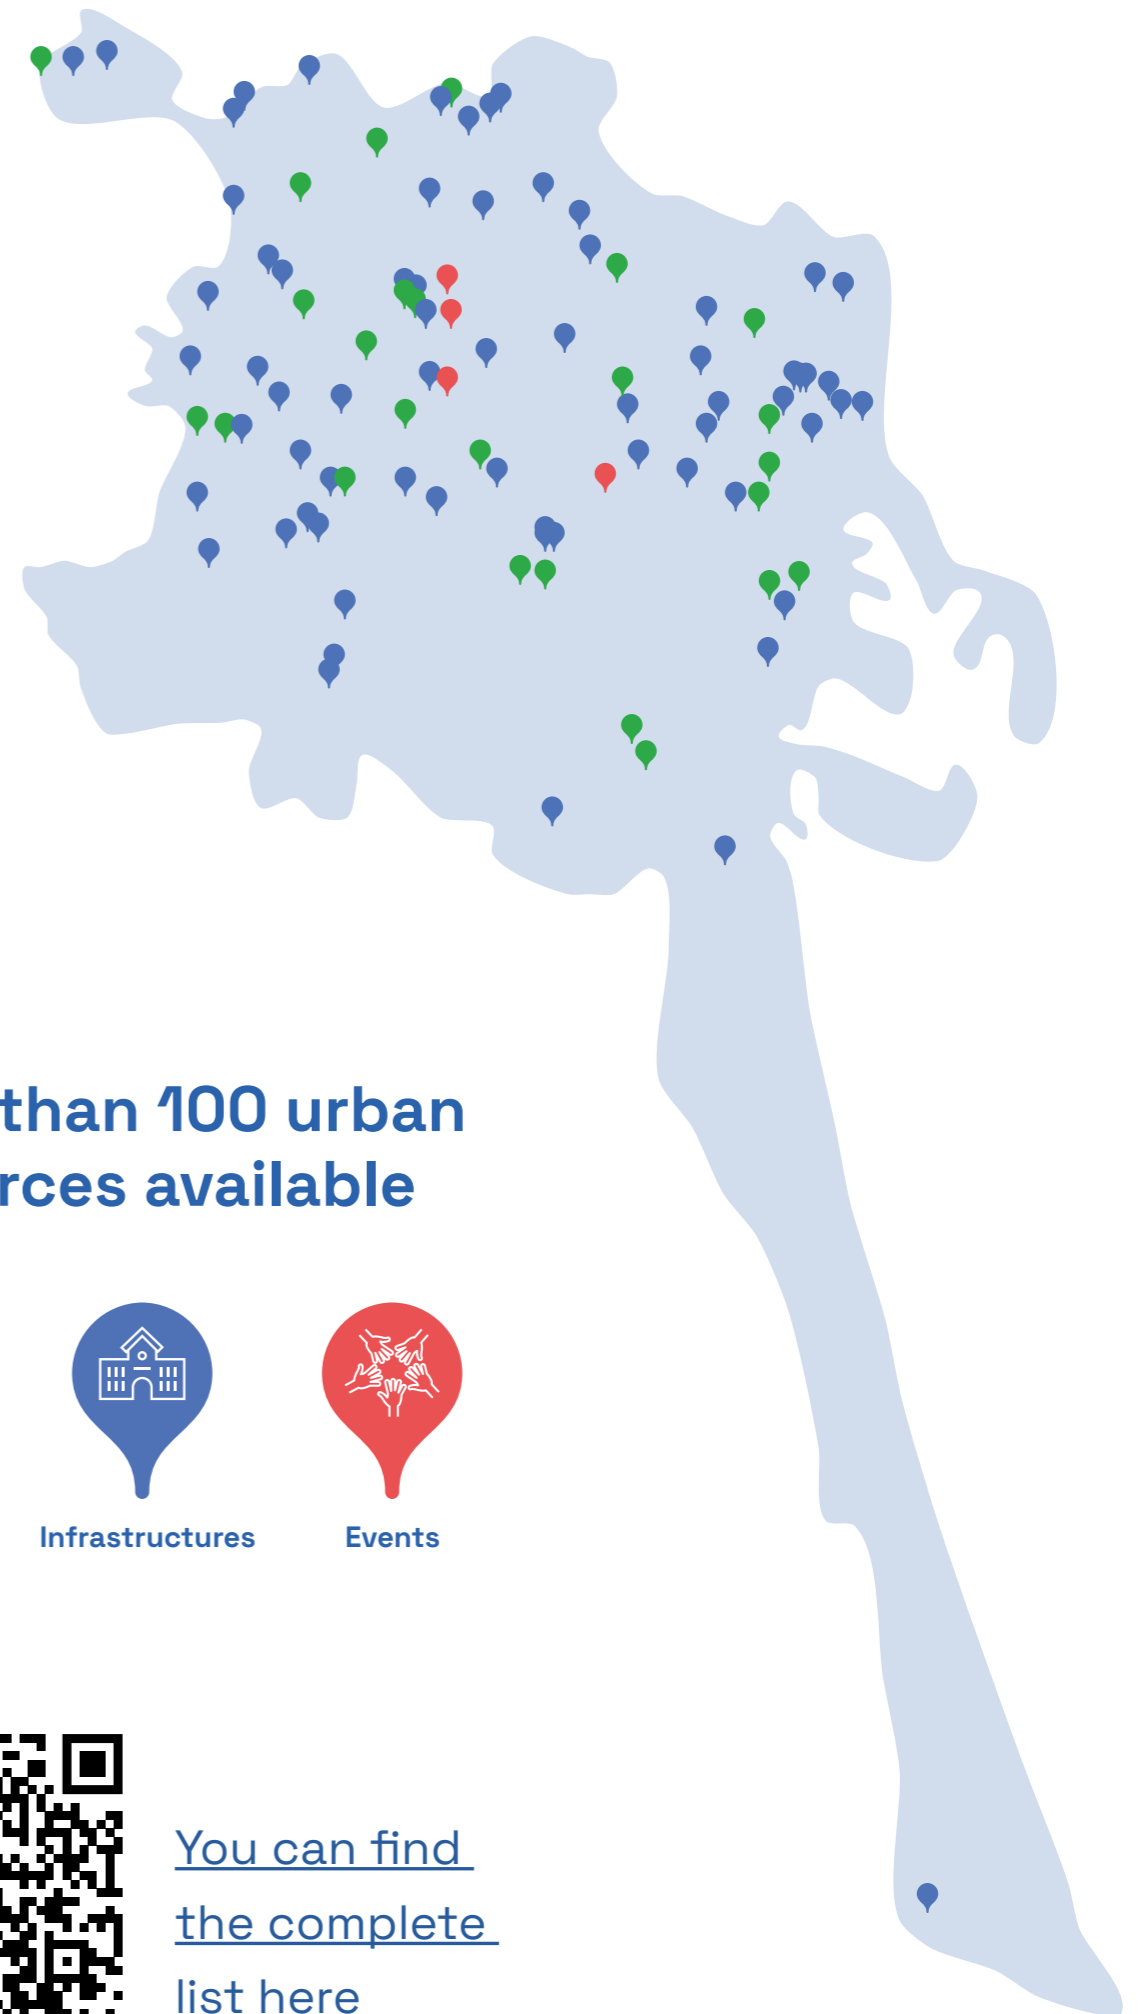 than 100 urban
rces available
Infrastructures
Events
You can find
the complete
list here